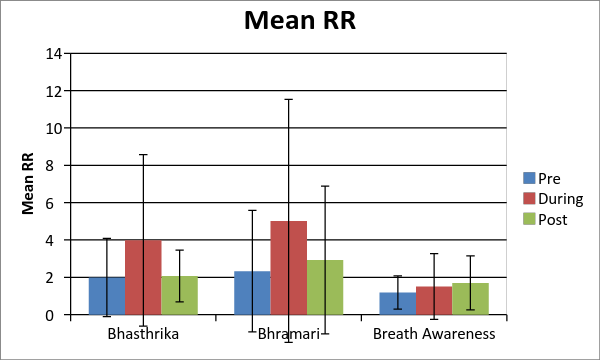 Mean RR
14
12
10
8
6
4
2
0
Mean RR
Bhasthrika
Bhramari
Breath Awareness
Pre
During
Post